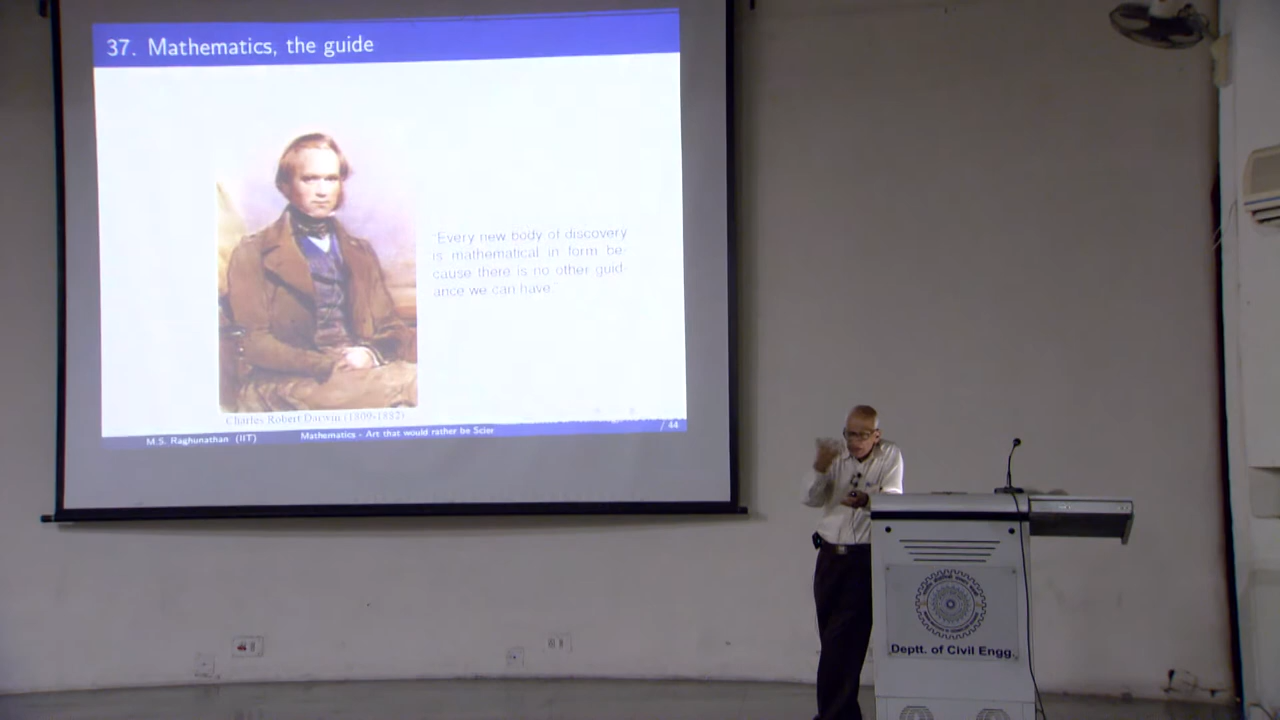 37. Mathematics, the guide
"Every new body of discovery
is mathematical in form be-
cause there is no other guid-
ance we can have."
Charles Robert Darwin (1809-1882)
M.S. Raghunathan (IIT)
Mathematics - Art that would rather be Scier
/ 44
Deptt. of Civil Engg.